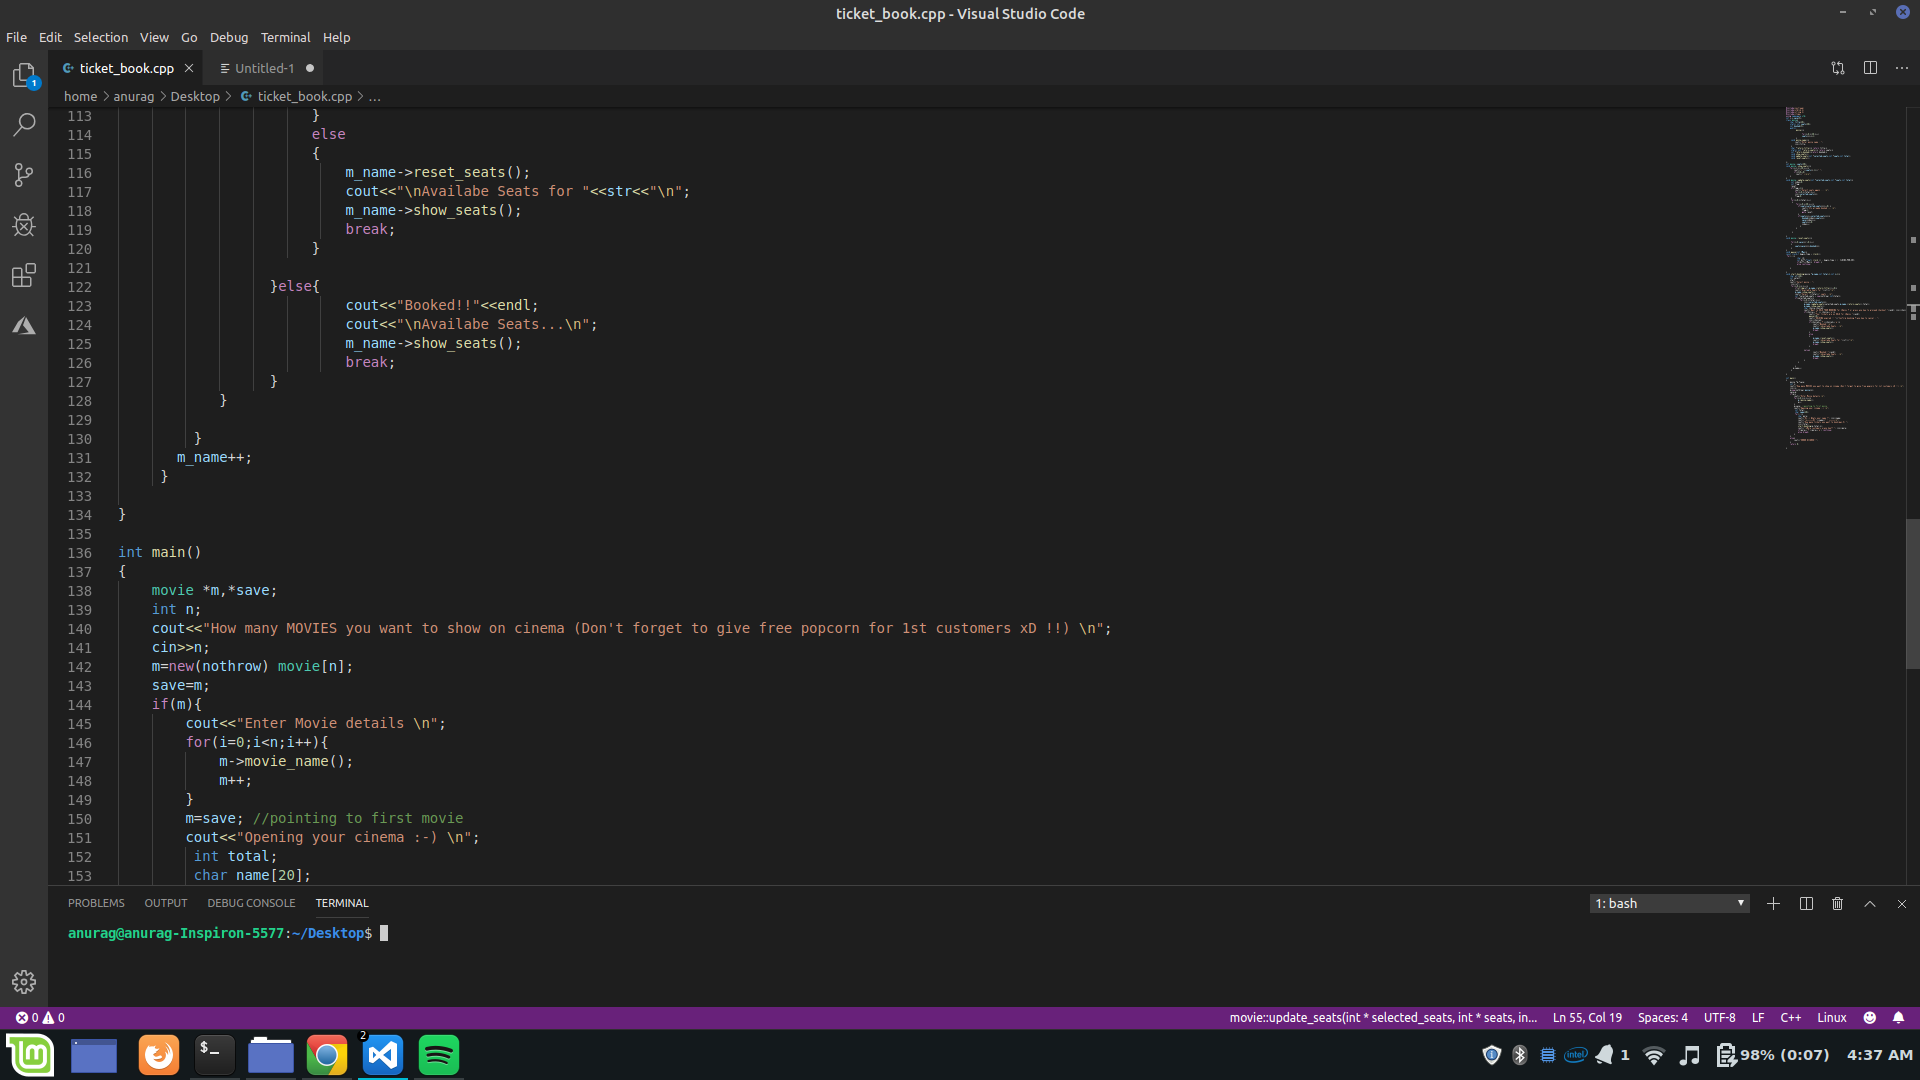 ticket_book.cpp - Visual Studio Code
File Edit Selection View Go Debug Terminal Help
1
ticket_book.cpp Untitled-1
home > anurag > Desktop > ticket_book.cpp > ...
113 }
114 else
115 {
116 m_name->reset_seats();
117 cout<<"\nAvailabe Seats for "<<str<<"\n";
118 m_name->show_seats();
119 break;
120 }
121
122 }else{
123 cout<<"Booked!!"<<endl;
124 cout<<"\nAvailabe Seats...\n";
125 m_name->show_seats();
126 break;
127 }
128 }
129
130 }
131 m_name++;
132 }
133
134 }
135
136 int main()
137 {
138 movie *m,*save;
139 int n;
140 cout<<"How many MOVIES you want to show on cinema (Don't forget to give free popcorn for 1st customers xD !!) \n";
141 cin>>n;
142 m=new(nothrow) movie[n];
143 save=m;
144 if(m){
145 cout<<"Enter Movie details \n";
146 for(i=0;i<n;i++){
147 m->movie_name();
148 m++;
149 }
150 m=save; //pointing to first movie
151 cout<<"Opening your cinema :-) \n";
152 int total;
153 char name[20];
PROBLEMS OUTPUT DEBUG CONSOLE TERMINAL 1: bash
anurag@anurag-Inspiron-5577:~/Desktop$
0 0 movie::update_seats(int * selected_seats, int * seats, in... Ln 55, Col 19 Spaces: 4 UTF-8 LF C++ Linux
2
$_ intel 1 98% (0:07) 4:37 AM